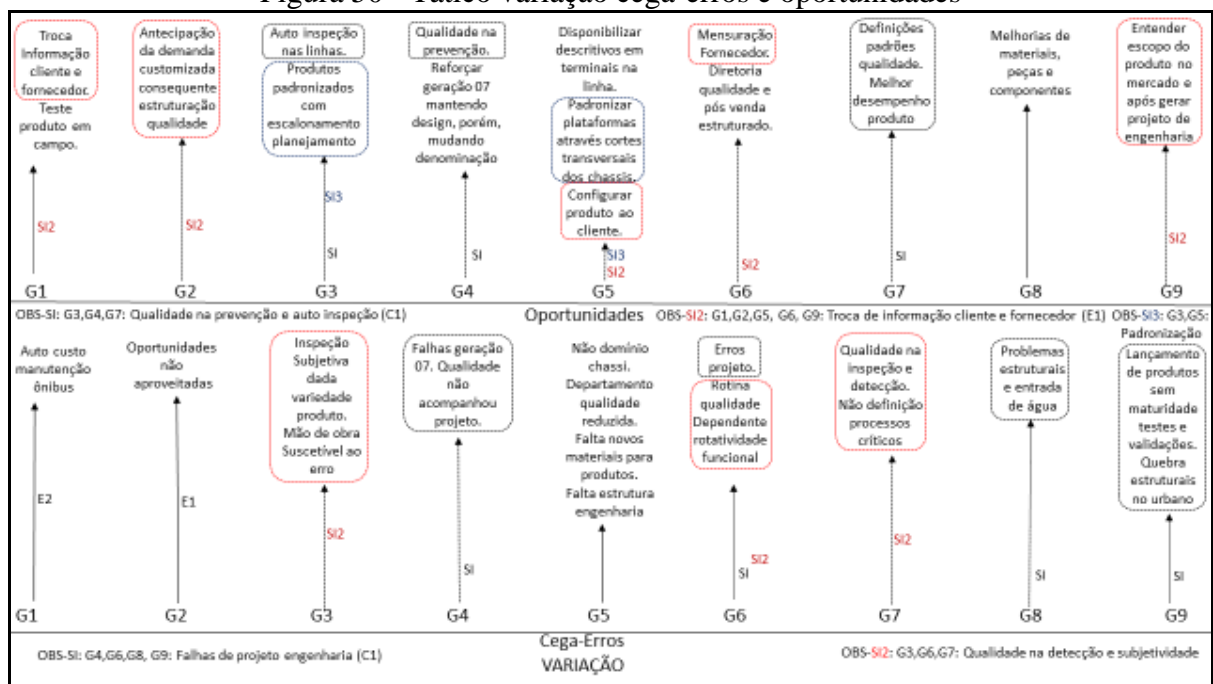 Figura 30 - Tático variação cega-erros e oportunidades
Troca
Informação
cliente e
fornecedor.
Teste
produto em
campo.
SI2
G1
Antecipação
da demanda
customizada
consequente
estruturação
qualidade
SI2
G2
Auto inspeção
nas linhas.
Produtos
padronizados
com
escalonamento
planejamento
SI3
SI
G3
Qualidade na
prevenção.
Reforçar
geração 07
mantendo
design, porém,
mudando
denominação
SI
G4
Disponibilizar
descritivos em
terminais na
linha.
Padronizar
plataformas
através cortes
transversais
dos chassis.
Configurar
produto ao
cliente.
SI3
SI2
G5
Mensuração
Fornecedor.
Diretoria
qualidade e
pós venda
estruturado.
SI2
G6
Definições
padrões
qualidade.
Melhor
desempenho
produto
SI
G7
Melhorias de
materiais,
peças e
componentes
G8
Entender
escopo do
produto no
mercado e
após gerar
projeto de
engenharia
SI2
G9
OBS-SI: G3,G4,G7: Qualidade na prevenção e auto inspeção (C1)
Oportunidades
OBS-SI2: G1,G2,G5, G6, G9: Troca de informação cliente e fornecedor (E1) OBS-SI3: G3,G5:
Padronização
Auto custo
manutenção
ônibus
E2
G1
Oportunidades
não
aproveitadas
E1
G2
Inspeção
Subjetiva
dada
variedade
produto.
Mão de obra
Suscetível ao
erro
SI2
G3
Falhas geração
07. Qualidade
não
acompanhou
projeto.
SI
G4
Não domínio
chassi.
Departamento
qualidade
reduzida.
Falta novos
materiais para
produtos.
Falta estrutura
engenharia
G5
Erros
projeto.
Rotina
qualidade
Dependente
rotatividade
funcional
SI2
SI
G6
Qualidade na
inspeção e
detecção.
Não definição
processos
críticos
SI2
G7
Problemas
estruturais
e entrada
de água
SI
G8
Lançamento
de produtos
sem
maturidade
testes e
validações.
Quebra
estruturais
no urbano
SI
G9
OBS-SI: G4,G6,G8, G9: Falhas de projeto engenharia (C1)
Cega-Erros
VARIAÇÃO
OBS-SI2: G3,G6,G7: Qualidade na detecção e subjetividade